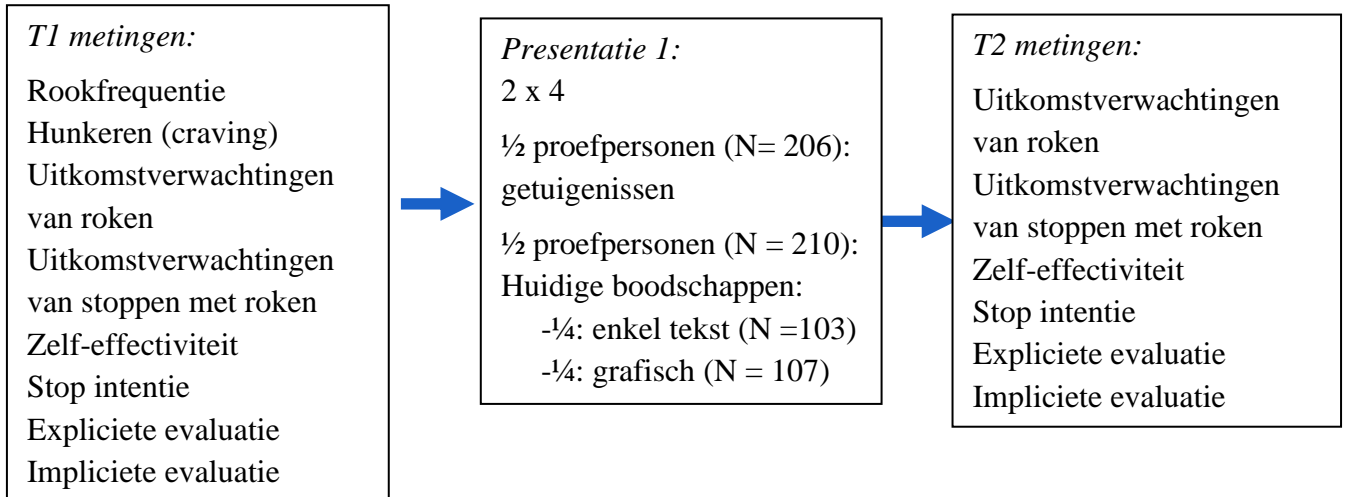 T1 metingen:
Rookfrequentie
Hunkeren (craving)
Uitkomstverwachtingen
van roken
Uitkomstverwachtingen
van stoppen met roken
Zelf-effectiviteit
Stop intentie
Expliciete evaluatie
Impliciete evaluatie
Presentatie 1:
2 x 4
½ proefpersonen (N= 206):
getuigenissen
½ proefpersonen (N = 210):
Huidige boodschappen:
-¼: enkel tekst (N =103)
-¼: grafisch (N = 107)
T2 metingen:
Uitkomstverwachtingen
van roken
Uitkomstverwachtingen
van stoppen met roken
Zelf-effectiviteit
Stop intentie
Expliciete evaluatie
Impliciete evaluatie